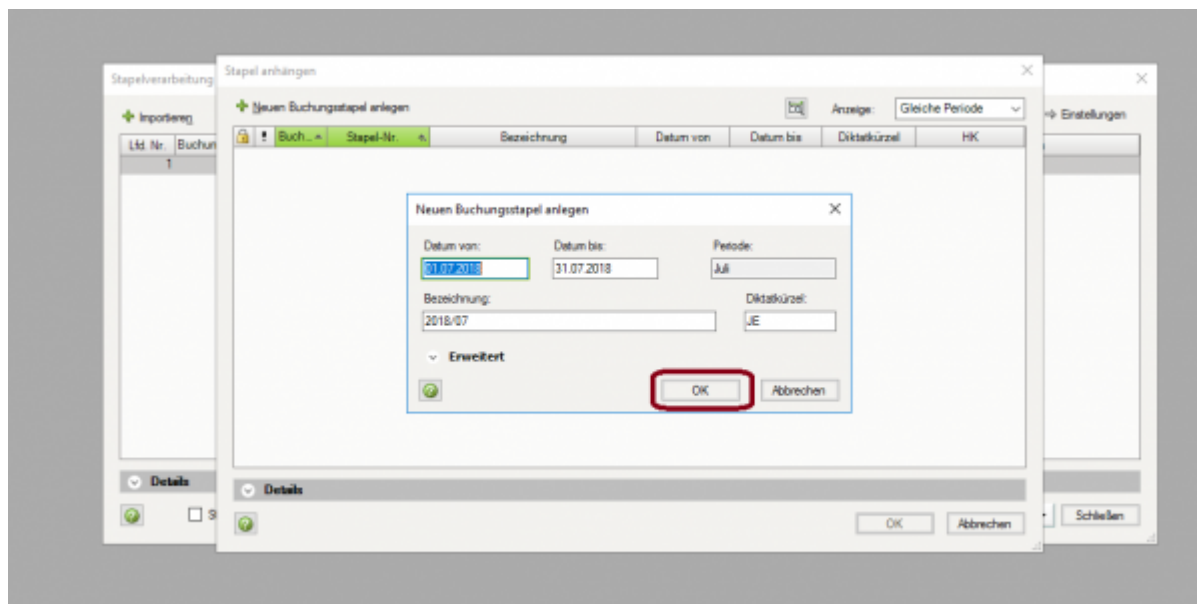 Stapelverarbeitung
Stapel anhängen
Importieren
Neuen Buchungsstapel anlegen
Anzeige: Gleiche Periode
Einstellungen
Lfd. Nr. Buchun
! Buch... Stapel-Nr. Bezeichnung Datum von Datum bis Diktatkürzel HK
1
Neuen Buchungsstapel anlegen
Datum von: Datum bis: Periode:
01.07.2018 31.07.2018 Juli
Bezeichnung: Diktatkürzel:
2018/07 JE
Erweitert
OK Abbrechen
Details
Details
Schließen
OK Abbrechen